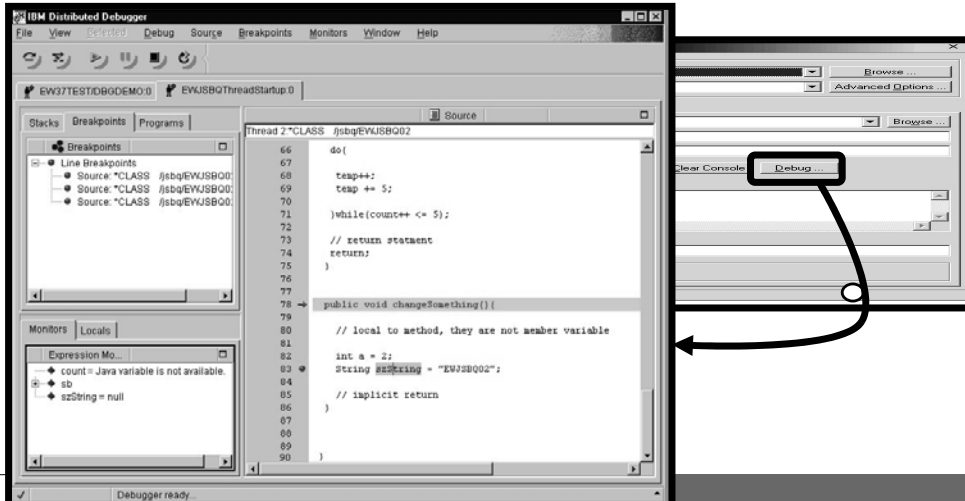 IBM Distributed Debugger
File View Selected Debug Source Breakpoints Monitors Window Help
EW37TEST/DBGDEMO:0 EWJSBQThreadStartup:0
Stacks Breakpoints Programs
Breakpoints
Line Breakpoints
Source: *CLASS /jsbq/EWJSBQ0
Source: *CLASS /jsbq/EWJSBQ0
Source: *CLASS /jsbq/EWJSBQ0
Monitors Locals
Expression Mo...
count = Java variable is not available.
sb
szString = null
Source
Thread 2:*CLASS /jsbq/EWJSBQ02
66 do{
67
68 temp++;
69 temp += 5;
70
71 }while(count++ <= 5);
72
73 // return statment
74 return;
75 }
76
77
78 public void changeSomething(){
79
80 // local to method, they are not member variable
81
82 int a = 2;
83 String szString = "EWJSBQ02";
84
85 // implicit return
86 }
87
88
89
90 }
Debugger ready...
Browse ...
Advanced Options ...
Browse ...
Clear Console Debug ...